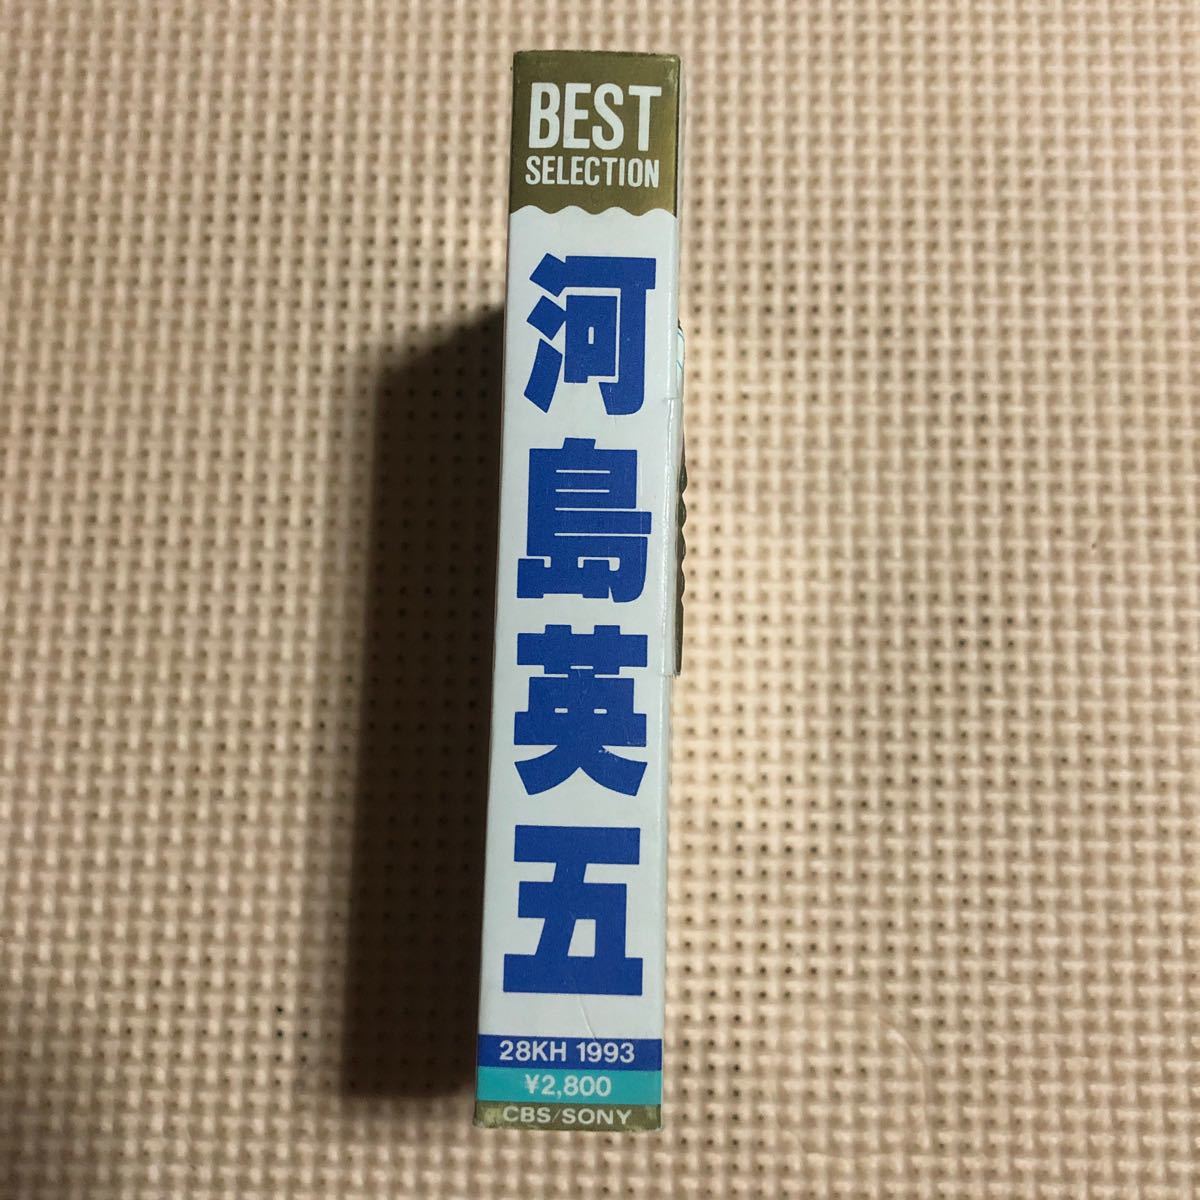 BEST
SELECTION
河島英五
28KH 1993
¥2,800
CBS/SONY